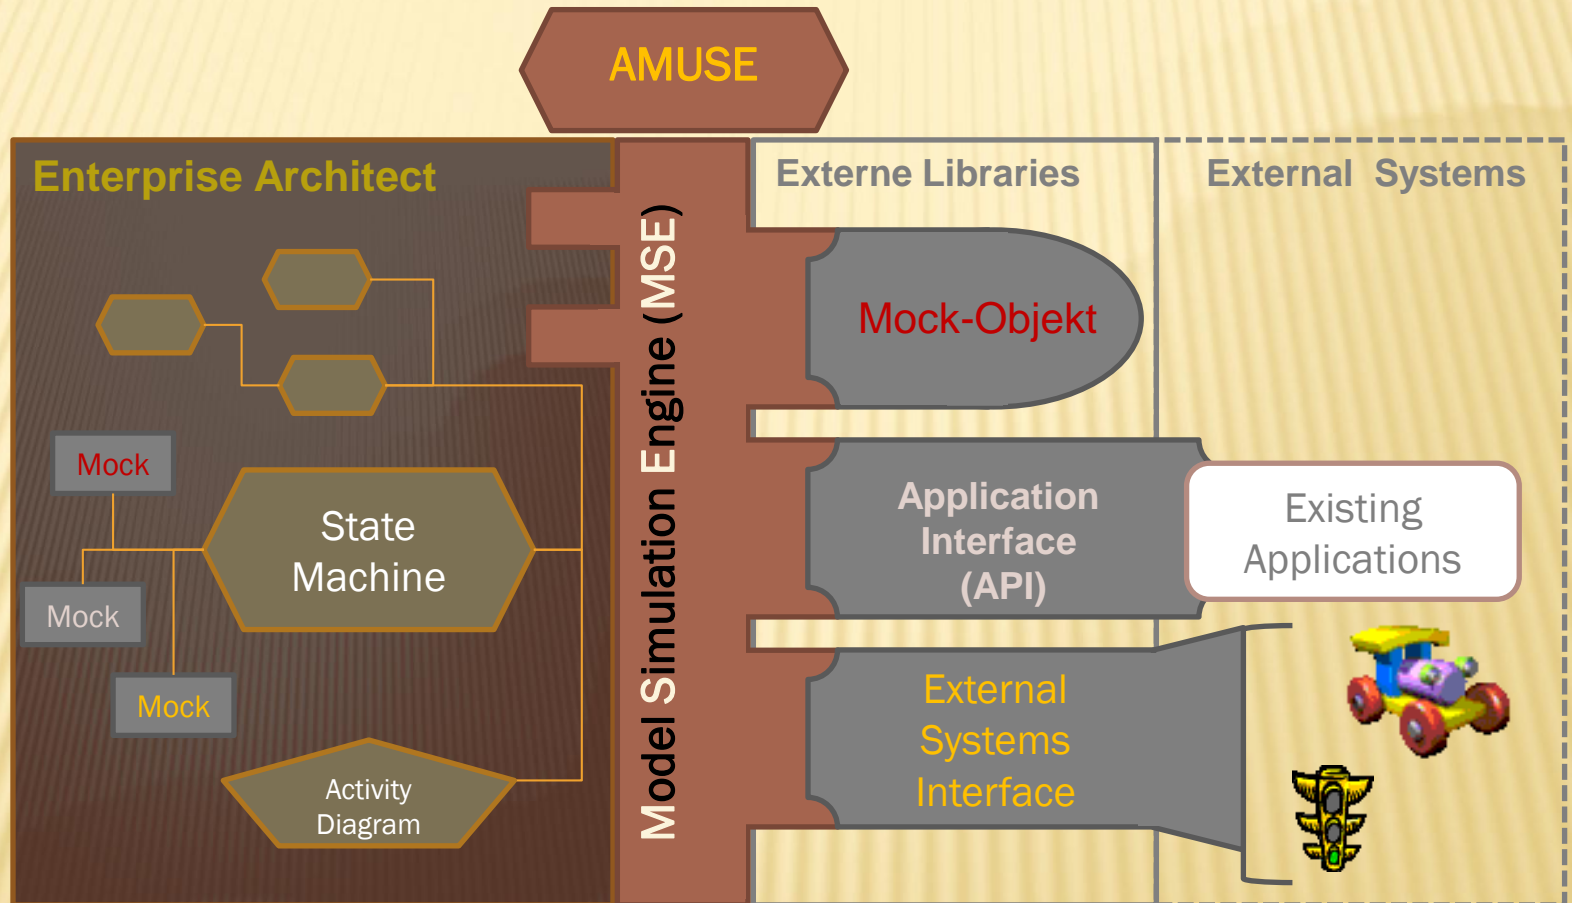 AMUSE
Enterprise Architect
Mock
State
Machine
Mock
Mock
Activity
Diagram
Model Simulation Engine (MSE)
Externe Libraries
Mock-Objekt
Application
Interface
(API)
External
Systems
Interface
External Systems
Existing
Applications